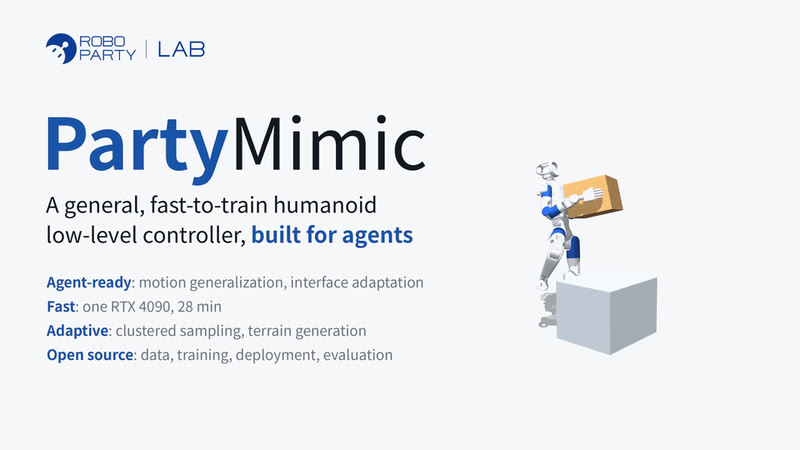 ROBO
PARTY
LAB
PartyMimic
A general, fast-to-train humanoid
low-level controller, built for agents
Agent-ready: motion generalization, interface adaptation
Fast: one RTX 4090, 28 min
Adaptive: clustered sampling, terrain generation
Open source: data, training, deployment, evaluation